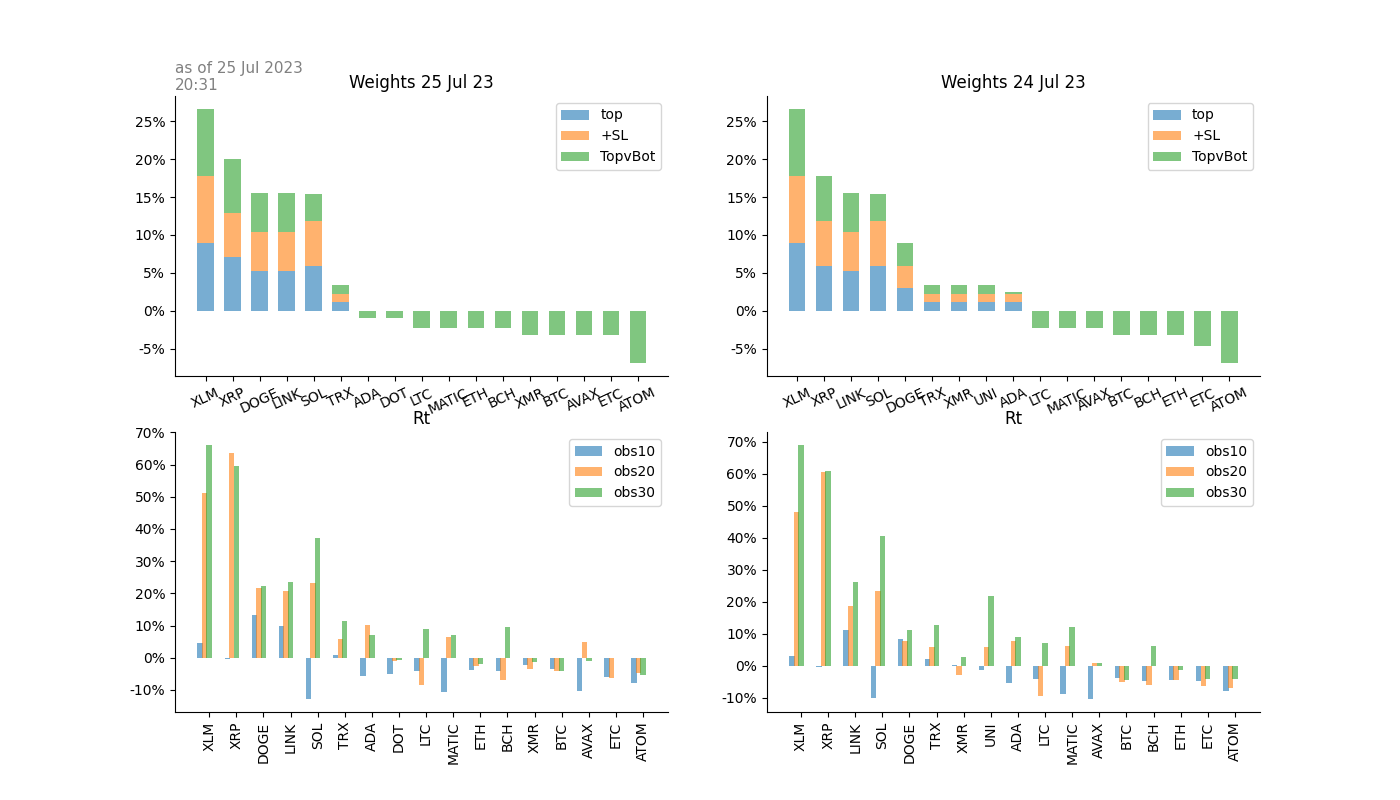 as of 25 Jul 2023
20:31
Weights 25 Jul 23
25%
20%
15%
10%
5%
0%
-5%
top
+SL
TopvBot
XLM XRP DOGE LINK SOL TRX ADA DOT LTC MATIC ETH BCH XMR BTC AVAX ETC ATOM
Weights 24 Jul 23
25%
20%
15%
10%
5%
0%
-5%
top
+SL
TopvBot
XLM XRP LINK SOL DOGE TRX XMR UNI ADA LTC MATIC AVAX BTC BCH ETH ETC ATOM
Rt
70%
60%
50%
40%
30%
20%
10%
0%
-10%
obs10
obs20
obs30
XLM XRP DOGE LINK SOL TRX ADA DOT LTC MATIC ETH BCH XMR BTC AVAX ETC ATOM
Rt
70%
60%
50%
40%
30%
20%
10%
0%
-10%
obs10
obs20
obs30
XLM XRP LINK SOL DOGE TRX XMR UNI ADA LTC MATIC AVAX BTC BCH ETH ETC ATOM